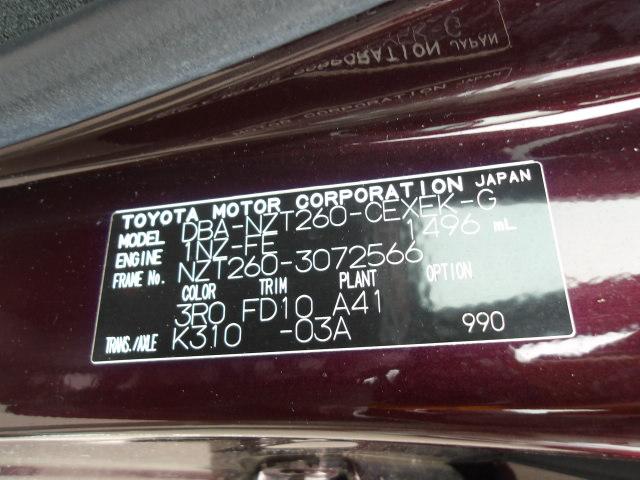 TOYOTA MOTOR CORPORATION JAPAN
MODEL DBA-NZT260-CEXEK-G
ENGINE 1NZ-FE 1496 mL
FRAME No. NZT260-3072566
COLOR TRIM PLANT OPTION
3R0 FD10 A41
TRANS./AXLE K310 -03A 990